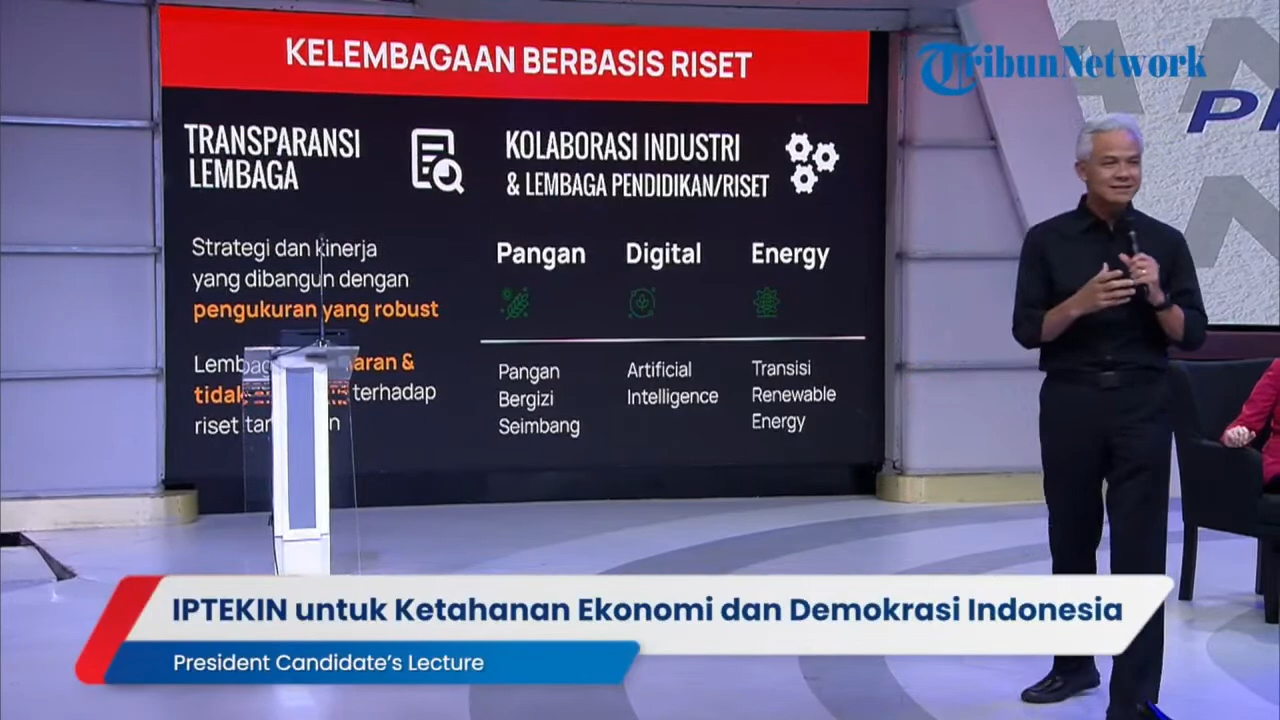 KELEMBAGAAN BERBASIS RISET
TribunNetwork
TRANSPARANSI
LEMBAGA
KOLABORASI INDUSTRI
& LEMBAGA PENDIDIKAN/RISET
Strategi dan kinerja
yang dibangun dengan
pengukuran yang robust
terhadap
riset
Pangan
Digital
Energy
Pangan
Bergizi
Seimbang
Artificial
Intelligence
Transisi
Renewable
Energy
IPTEKIN untuk Ketahanan Ekonomi dan Demokrasi Indonesia
President Candidate's Lecture